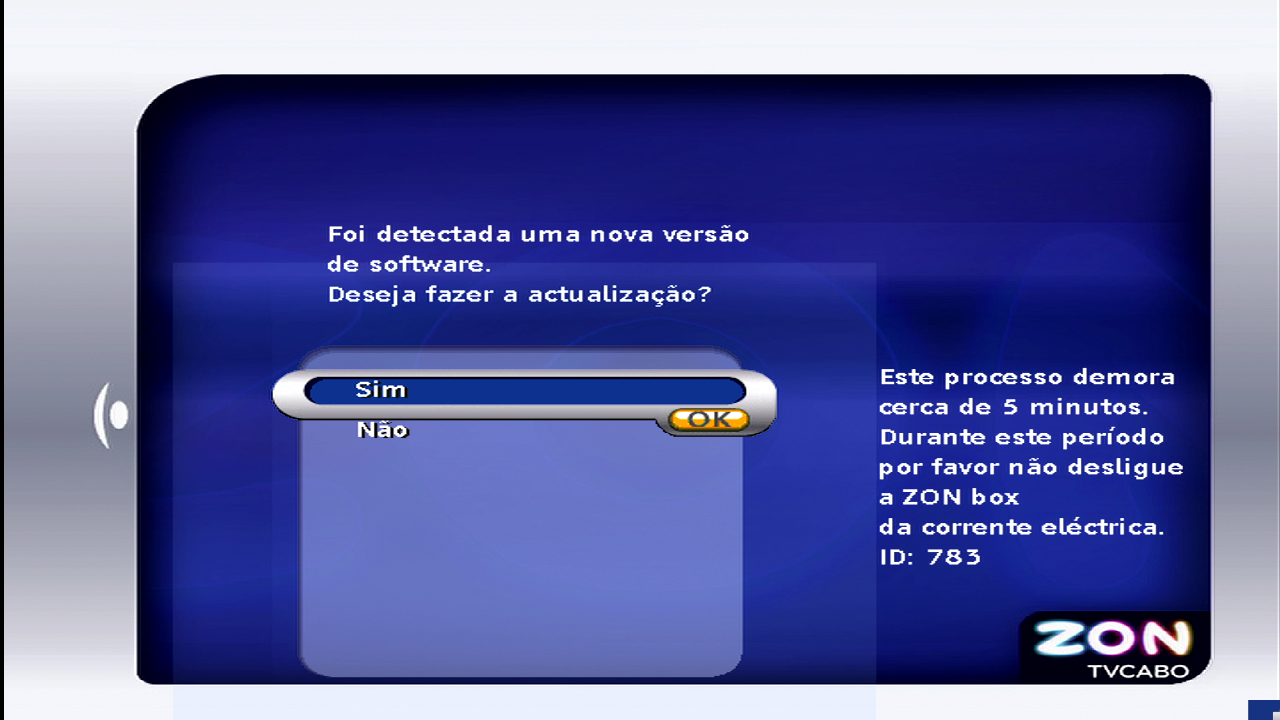 Foi detectada uma nova versão
de software.
Deseja fazer a actualização?
Sim
OK
Não
Este processo demora
cerca de 5 minutos.
Durante este período
por favor não desligue
a ZON box
da corrente eléctrica.
ID: 783
ZON
TVCABO